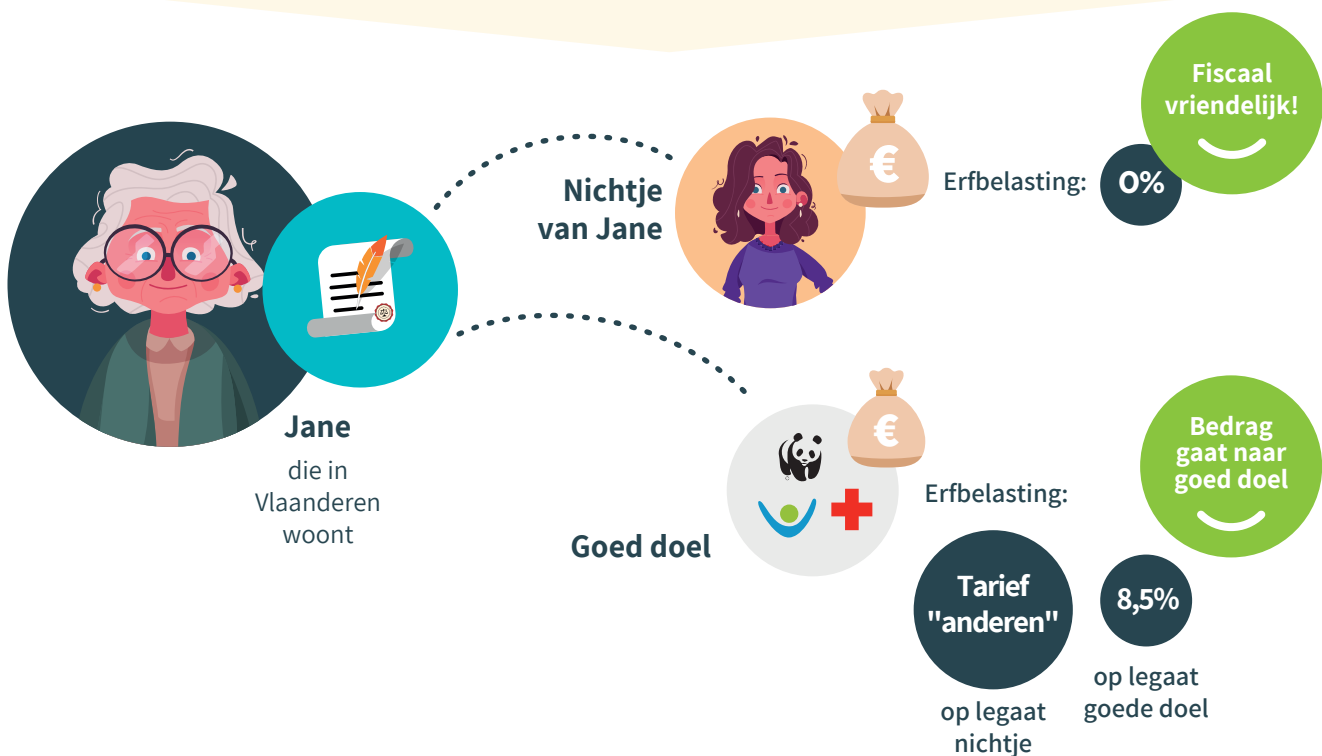 Fiscaal
vriendelijk!
Nichtje
van Jane
€
Erfbelasting:
0%
Jane
die in
Vlaanderen
woont
Goed doel
€
Erfbelasting:
Bedrag
gaat naar
goed doel
Tarief
"anderen"
op legaat
nichtje
8,5%
op legaat
goede doel